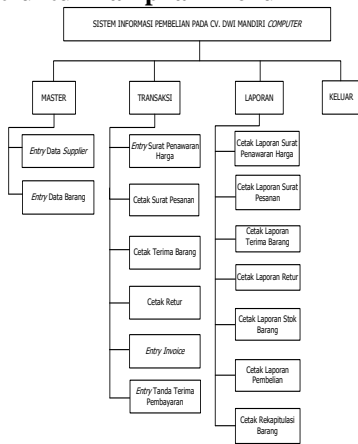 SISTEM INFORMASI PEMBELIAN PADA CV. DWI MANDIRI COMPUTER
MASTER
TRANSAKSI
LAPORAN
KELUAR
Entry Data Supplier
Entry Data Barang
Entry Surat Penawaran
Harga
Cetak Surat Pesanan
Cetak Terima Barang
Cetak Retur
Entry Invoice
Entry Tanda Terima
Pembayaran
Cetak Laporan Surat
Penawaran Harga
Cetak Laporan Surat
Pesanan
Cetak Laporan
Terima Barang
Cetak Laporan Retur
Cetak Laporan Stok
Barang
Cetak Laporan
Pembelian
Cetak Rekapitulasi
Barang